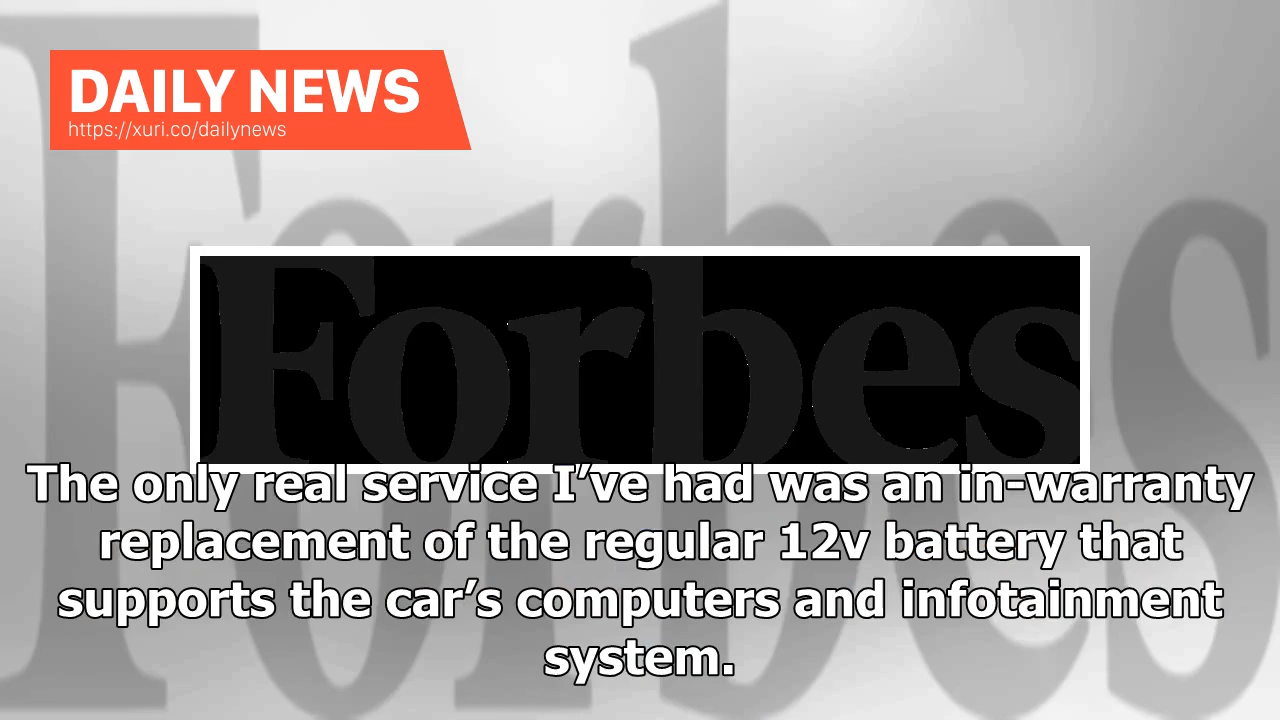 DAILY NEWS
https://xuri.co/dailynews
Forbes
Forbes
The only real service I’ve had was an in-warranty
replacement of the regular 12v battery that
supports the car’s computers and infotainment
system.